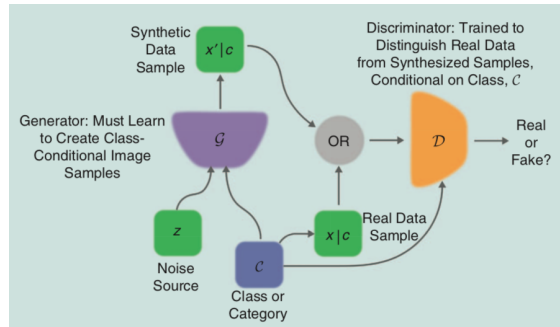 Synthetic
Data
Sample
x′|c
Discriminator: Trained to
Distinguish Real Data
from Synthesized Samples,
Conditional on Class, C
Generator: Must Learn
to Create Class-
Conditional Image
Samples
G
OR
D
Real
or
Fake?
z
Noise
Source
C
Class or
Category
x|c
Real Data
Sample